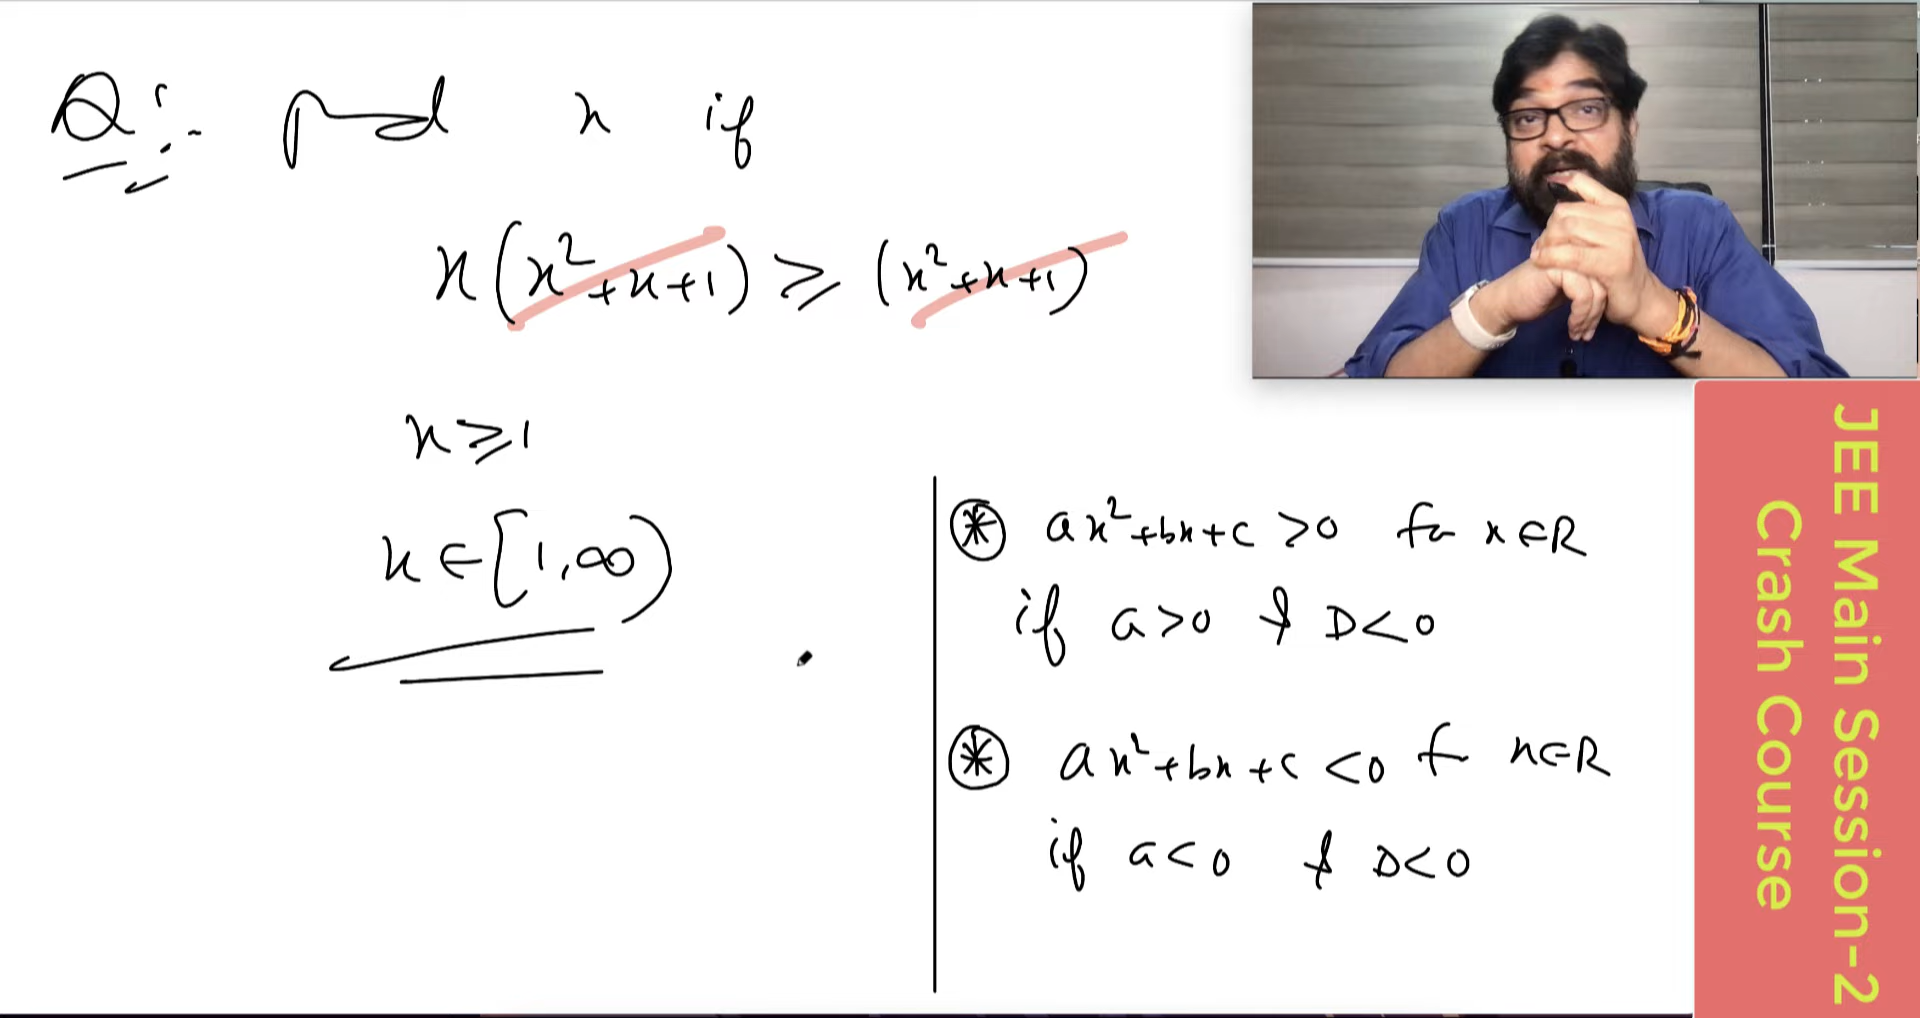 Q:- Find x if
x(x²+x+1) ≥ (x²+x+1)
x ≥ 1
x ∈ [1, ∞)
⊛ ax²+bx+c >0 for x∈R
if a>0 & D<0
⊛ ax²+bx+c <0 for x∈R
if a<0 & D<0
JEE Main Session-2
Crash Course